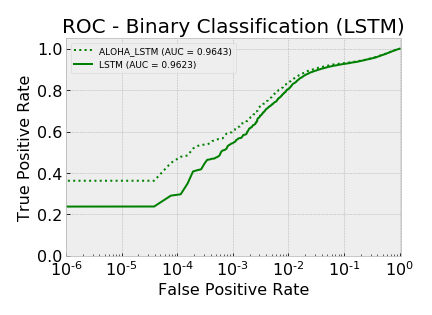 ROC - Binary Classification (LSTM)
ALOHA_LSTM (AUC = 0.9643)
LSTM (AUC = 0.9623)
True Positive Rate
1.0
0.8
0.6
0.4
0.2
0.0
10⁻⁶ 10⁻⁵ 10⁻⁴ 10⁻³ 10⁻² 10⁻¹ 10⁰
False Positive Rate